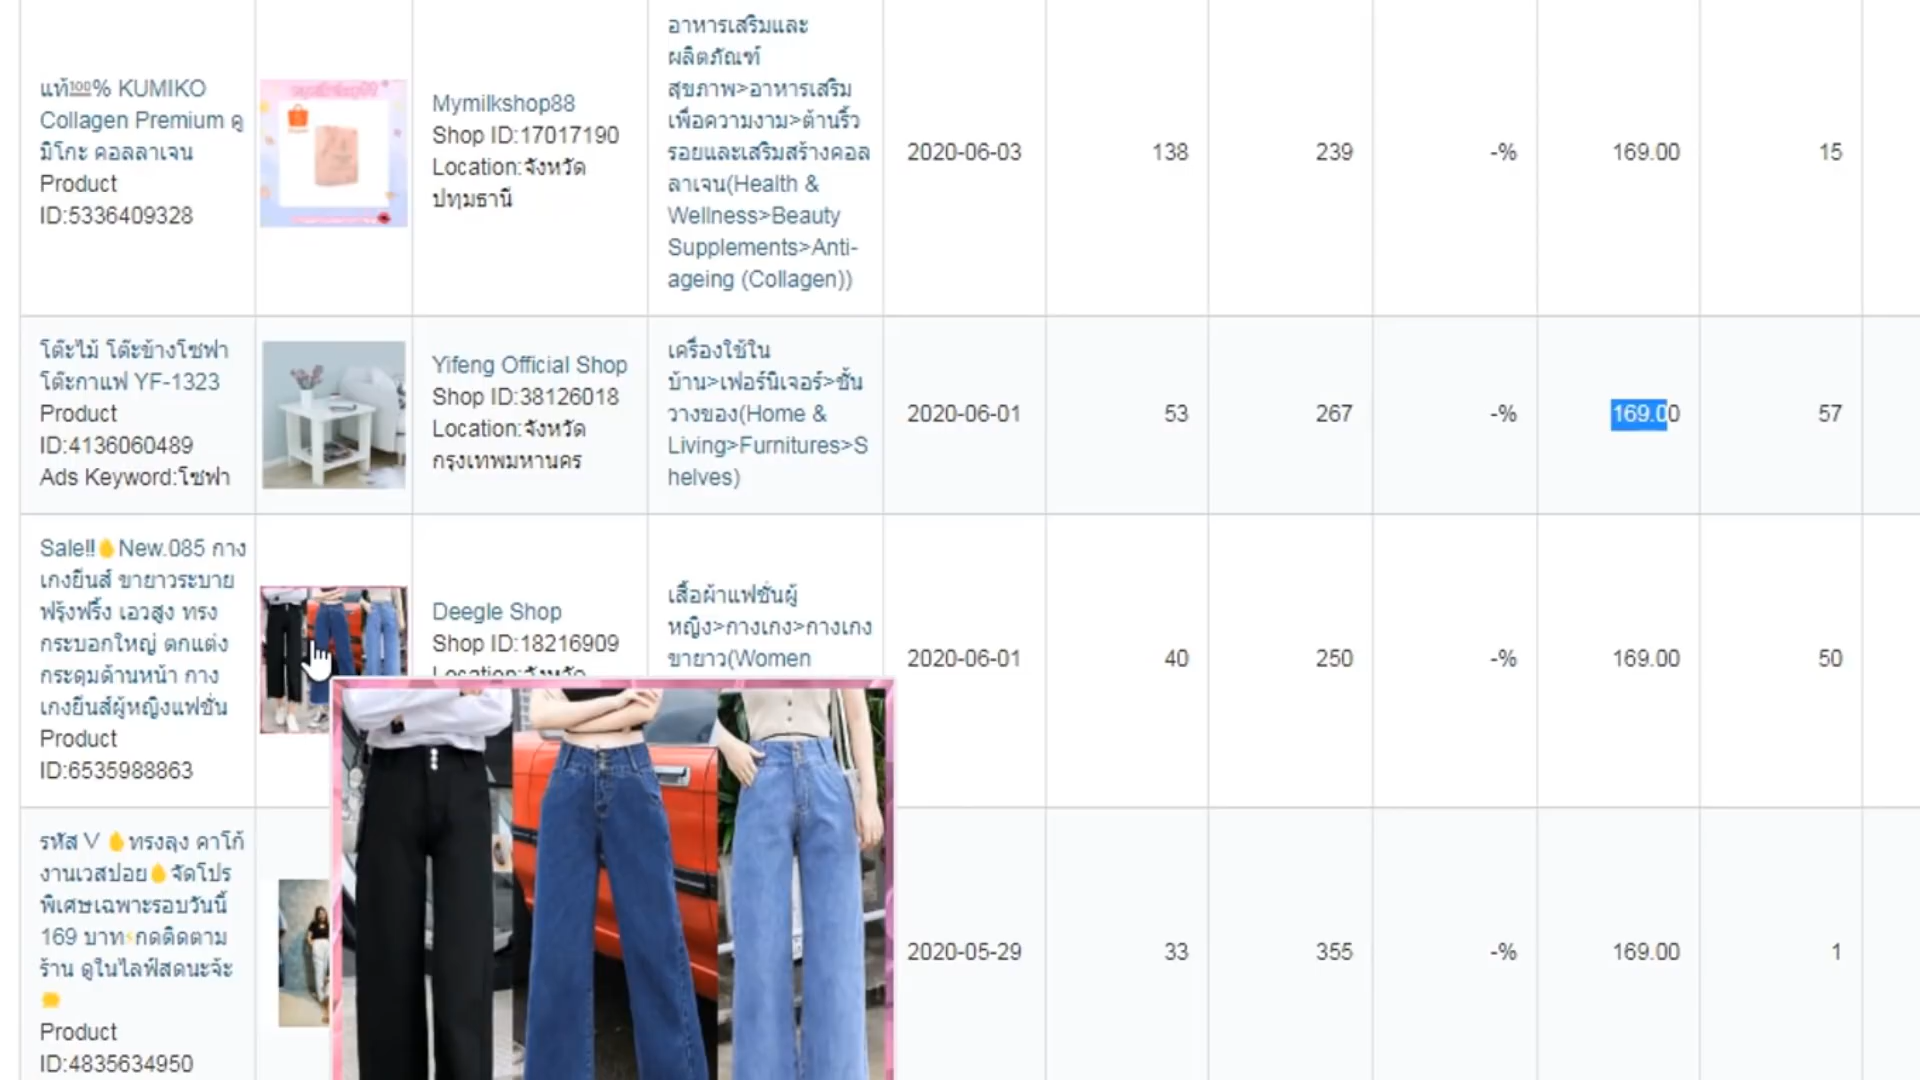 แท้💯% KUMIKO
Collagen Premium คู
มิโกะ คอลลาเจน
Product
ID:5336409328
Mymilkshop88
Shop ID:17017190
Location:จังหวัด
ปทุมธานี
อาหารเสริมและ
ผลิตภัณฑ์
สุขภาพ>อาหารเสริม
เพื่อความงาม>ต้านริ้ว
รอยและเสริมสร้างคอล
ลาเจน(Health &
Wellness>Beauty
Supplements>Anti-
ageing (Collagen))
2020-06-03
138
239
-%
169.00
15
โต๊ะไม้ โต๊ะข้างโซฟา
โต๊ะกาแฟ YF-1323
Product
ID:4136060489
Ads Keyword:โซฟา
Yifeng Official Shop
Shop ID:38126018
Location:จังหวัด
กรุงเทพมหานคร
เครื่องใช้ใน
บ้าน>เฟอร์นิเจอร์>ชั้น
วางของ(Home &
Living>Furnitures>S
helves)
2020-06-01
53
267
-%
169.00
57
Sale‼️New.085 กาง
เกงยีนส์ ขายาวระบาย
ฟรุ้งฟริ้ง เอวสูง ทรง
กระบอกใหญ่ ตกแต่ง
กระดุมด้านหน้า กาง
เกงยีนส์ผู้หญิงแฟชั่น
Product
ID:6535988863
Deegle Shop
Shop ID:18216909
Location:จังหวัด
เสื้อผ้าแฟชั่นผู้
หญิง>กางเกง>กางเกง
ขายาว(Women
2020-06-01
40
250
-%
169.00
50
รหัส V ทรงลุง คาโก้
งานเวสปอย จัดโปร
พิเศษเฉพาะรอบวันนี้
169 บาท⚡กดติดตาม
ร้าน ดูในไลฟ์สดนะจ้ะ
Product
ID:4835634950
2020-05-29
33
355
-%
169.00
1